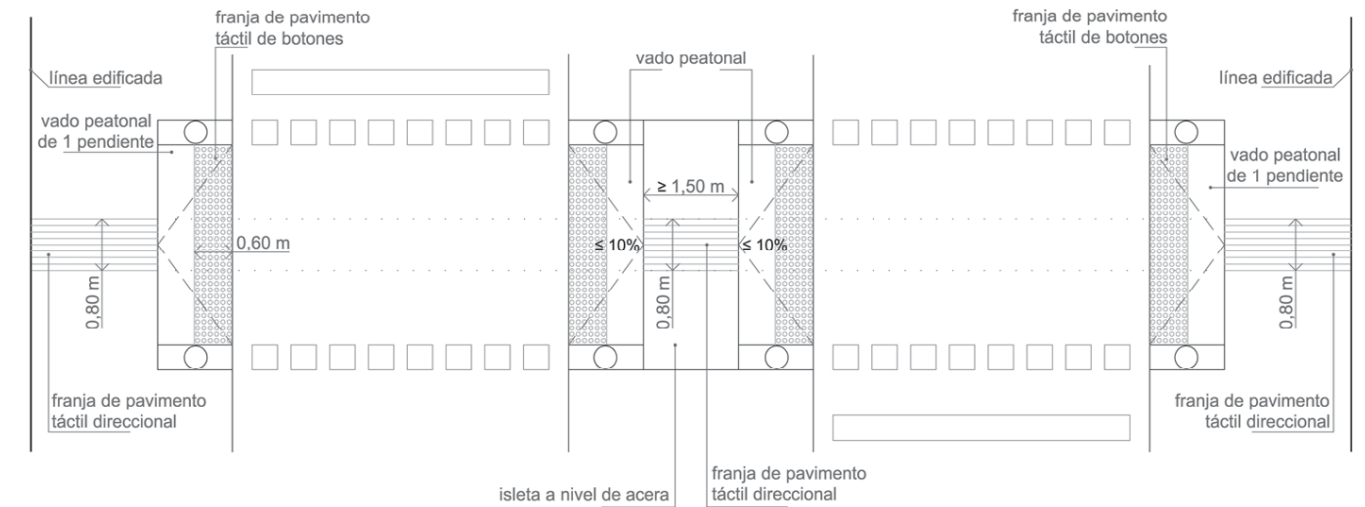 franja de pavimento
táctil de botones
franja de pavimento
táctil de botones
línea edificada
vado peatonal
línea edificada
vado peatonal
de 1 pendiente
vado peatonal
de 1 pendiente
≥ 1,50 m
0,60 m
≤ 10%
≤ 10%
0,80 m
0,80 m
0,80 m
franja de pavimento
táctil direccional
franja de pavimento
táctil direccional
isleta a nivel de acera
franja de pavimento
táctil direccional